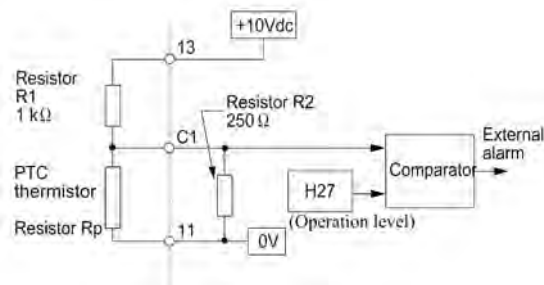 13
+10Vdc
Resistor
R1
1 kΩ
Resistor R2
250 Ω
C1
External
alarm
Comparator
PTC
thermistor
H27
(Operation level)
Resistor Rp
11
0V